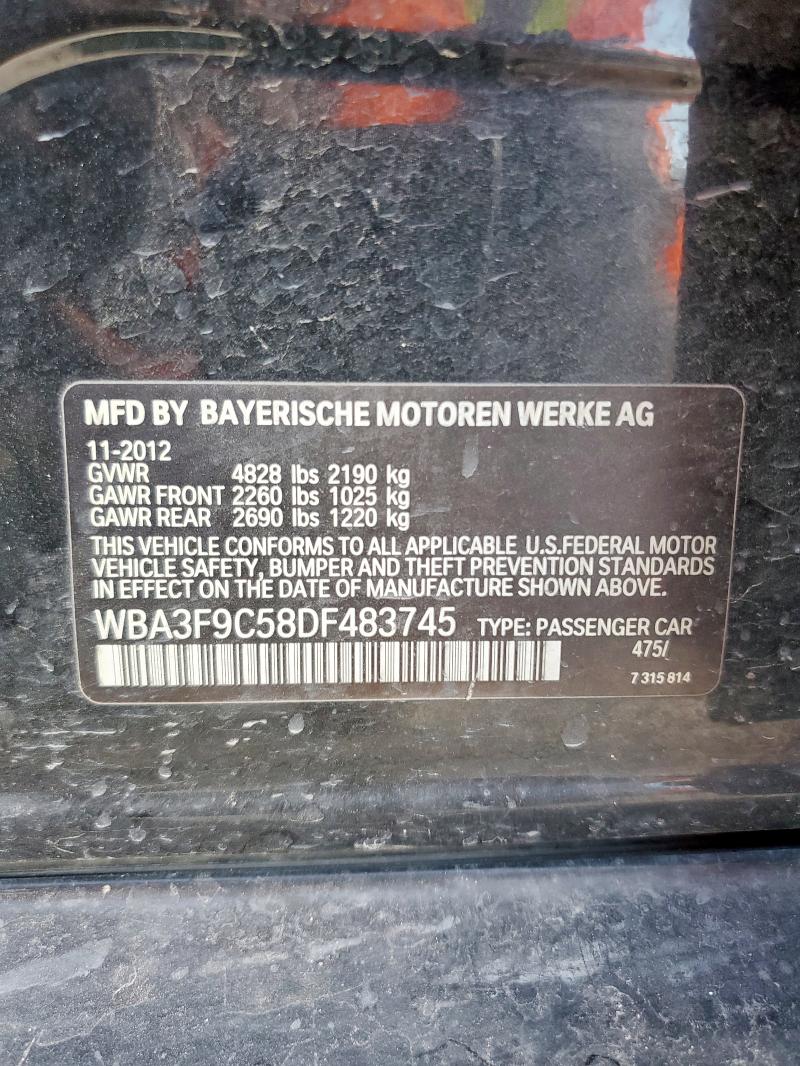 MFD BY BAYERISCHE MOTOREN WERKE AG
11-2012
GVWR 4828 lbs 2190 kg
GAWR FRONT 2260 lbs 1025 kg
GAWR REAR 2690 lbs 1220 kg
THIS VEHICLE CONFORMS TO ALL APPLICABLE U.S.FEDERAL MOTOR
VEHICLE SAFETY, BUMPER AND THEFT PREVENTION STANDARDS
IN EFFECT ON THE DATE OF MANUFACTURE SHOWN ABOVE.
WBA3F9C58DF483745 TYPE: PASSENGER CAR
475/
7 315 814